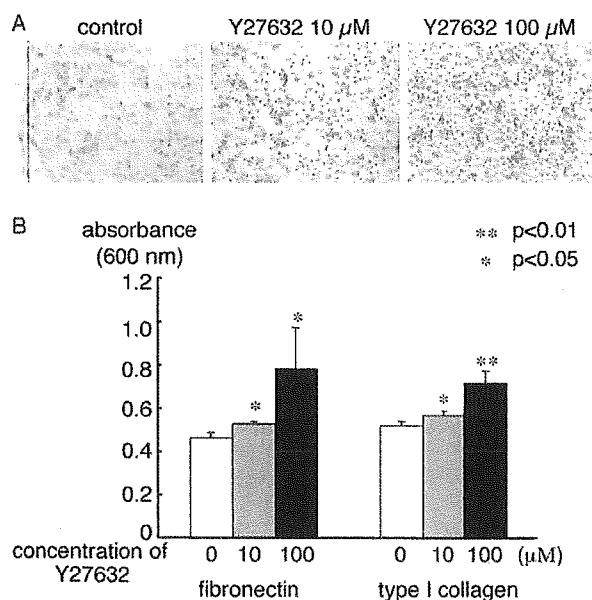 A
control Y27632 10 μM Y27632 100 μM
B
absorbance
(600 nm)
** p<0.01
* p<0.05
1.2
1.0
0.8
0.6
0.4
0.2
0
*
*
*
**
concentration of
Y27632
0 10 100 0 10 100 (μM)
fibronectin type I collagen